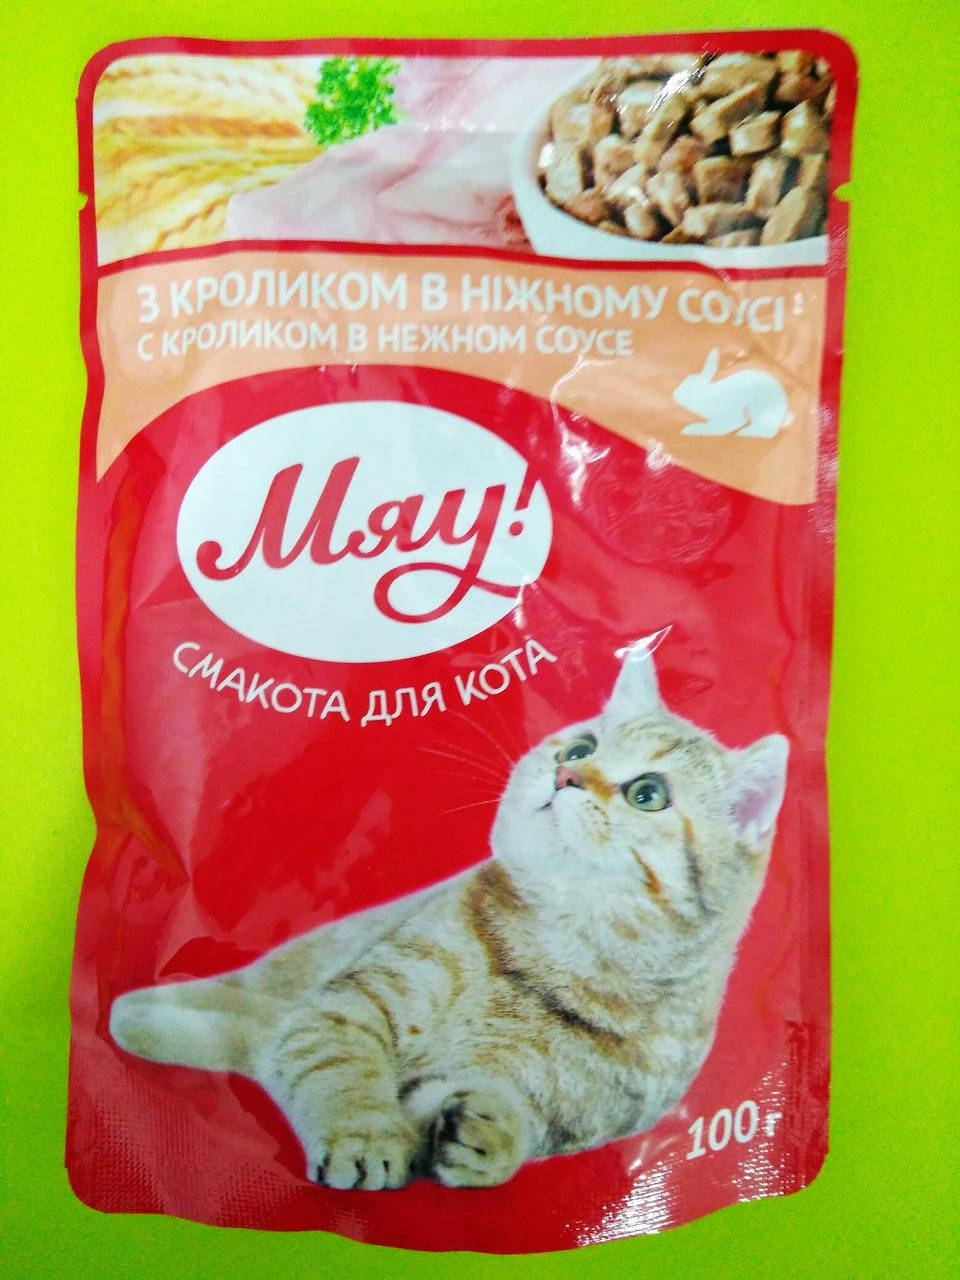 З КРОЛИКОМ В НІЖНОМУ СОУСІ
С КРОЛИКОМ В НЕЖНОМ СОУСЕ
Мяу!
СМАКОТА ДЛЯ КОТА
100 г